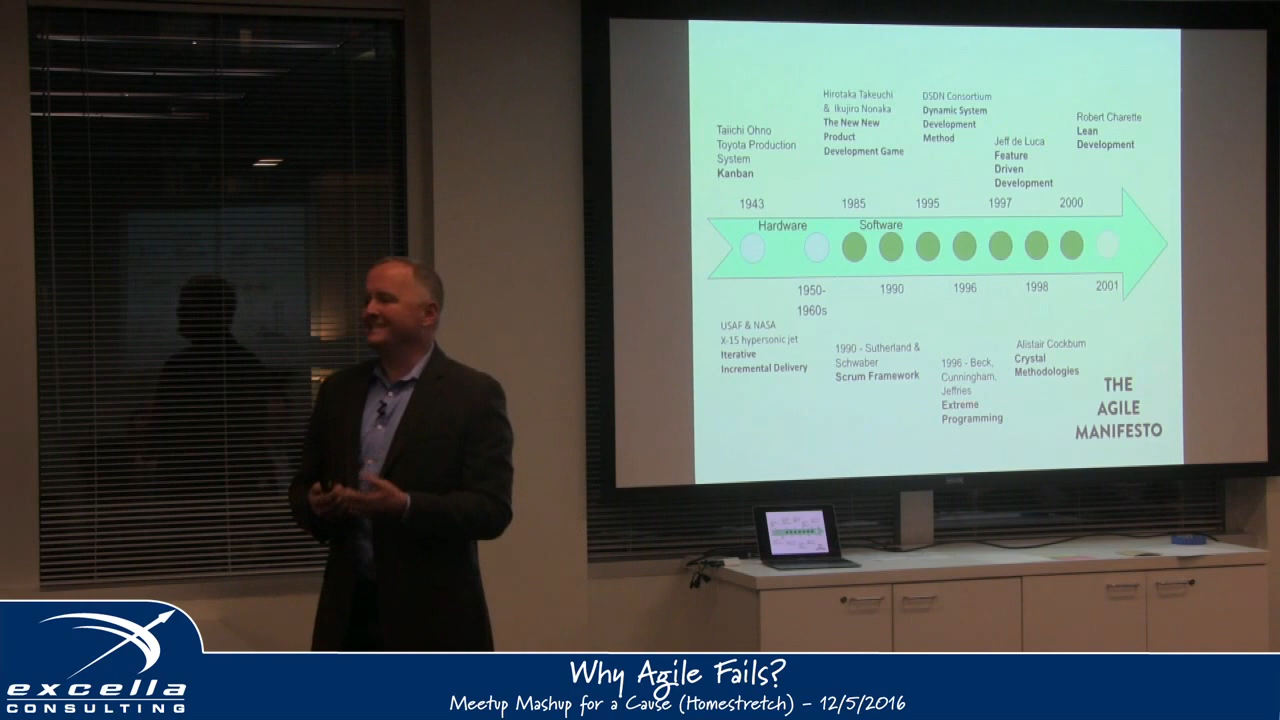 Hirotaka Takeuchi
& Ikujiro Nonaka
The New New
Product
Development Game
DSDN Consortium
Dynamic System
Development
Method
Taiichi Ohno
Toyota Production
System
Kanban
Jeff de Luca
Feature
Driven
Development
Robert Charette
Lean
Development
1943
1985
1995
1997
2000
Hardware
Software
1950-
1960s
1990
1996
1998
2001
USAF & NASA
X-15 hypersonic jet
Iterative
Incremental Delivery
1990 - Sutherland &
Schwaber
Scrum Framework
1996 - Beck,
Cunningham,
Jeffries
Extreme
Programming
Alistair Cockburn
Crystal
Methodologies
THE
AGILE
MANIFESTO
excella
CONSULTING
Why Agile Fails?
Meetup Mashup for a Cause (Homestretch) - 12/5/2016